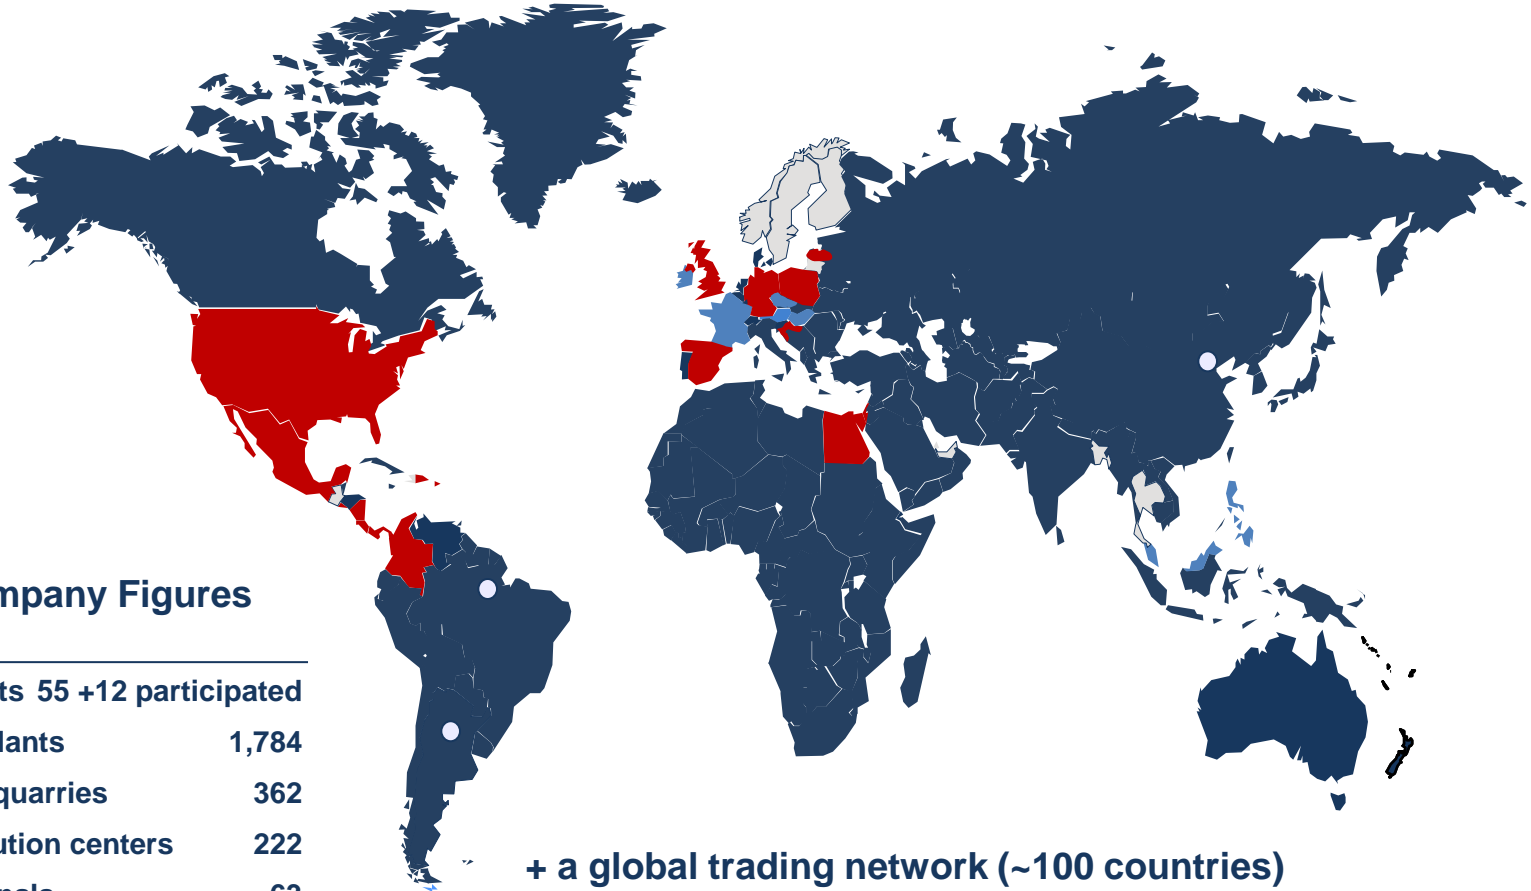 mpany Figures
ts 55 +12 participated
lants 1,784
quarries 362
ution centers 222
+ a global trading network (~100 countries)